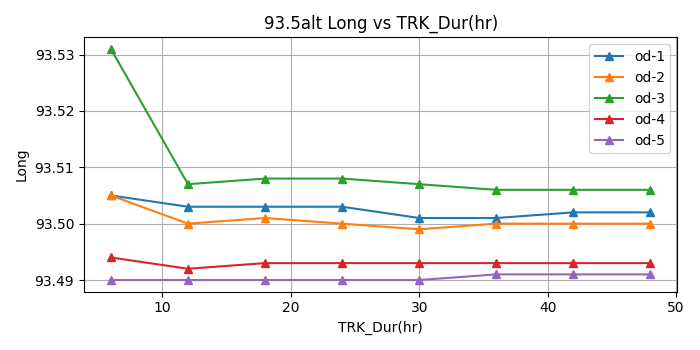 93.5alt Long vs TRK_Dur(hr)
93.53
93.52
93.51
93.50
93.49
Long
10
20
30
40
50
TRK_Dur(hr)
od-1
od-2
od-3
od-4
od-5